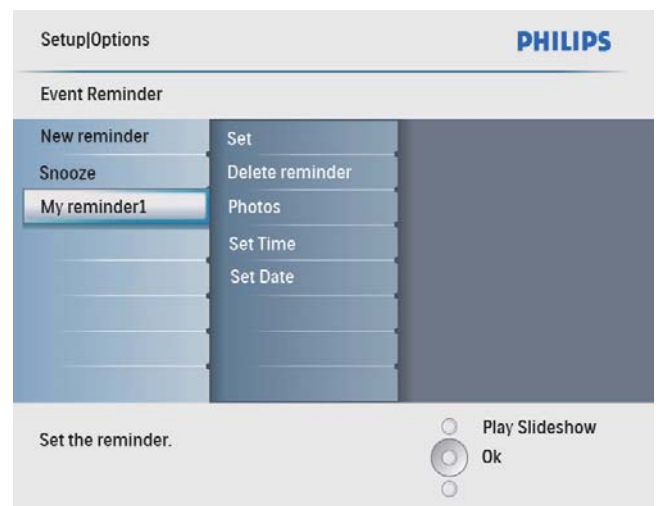 Setup|Options
PHILIPS
Event Reminder
New reminder
Snooze
My reminder1
Set
Delete reminder
Photos
Set Time
Set Date
Set the reminder.
Play Slideshow
Ok